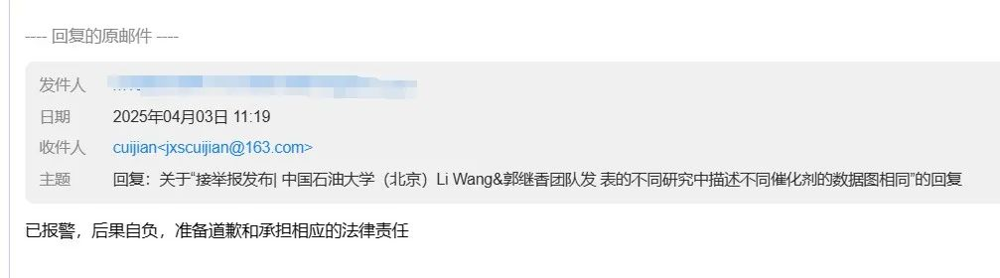 ---- 回复的原邮件 ----
发件人
日期 2025年04月03日 11:19
收件人 cuijian<jxscuijian@163.com>
主题 回复：关于“接举报发布| 中国石油大学（北京）Li Wang&郭继香团队发 表的不同研究中描述不同催化剂的数据图相同”的回复
已报警，后果自负，准备道歉和承担相应的法律责任